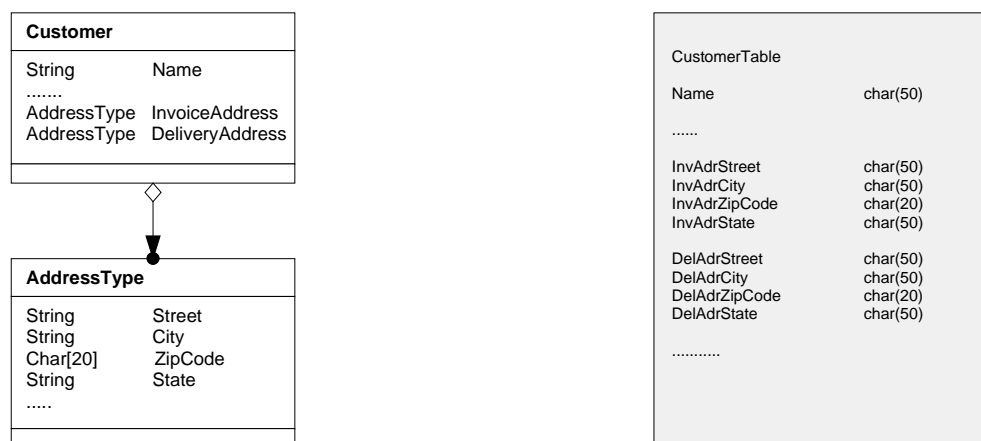 Customer
String Name
.......
AddressType InvoiceAddress
AddressType DeliveryAddress
AddressType
String Street
String City
Char[20] ZipCode
String State
.....
CustomerTable
Name char(50)
......
InvAdrStreet char(50)
InvAdrCity char(50)
InvAdrZipCode char(20)
InvAdrState char(50)
DelAdrStreet char(50)
DelAdrCity char(50)
DelAdrZipCode char(20)
DelAdrState char(50)
...........